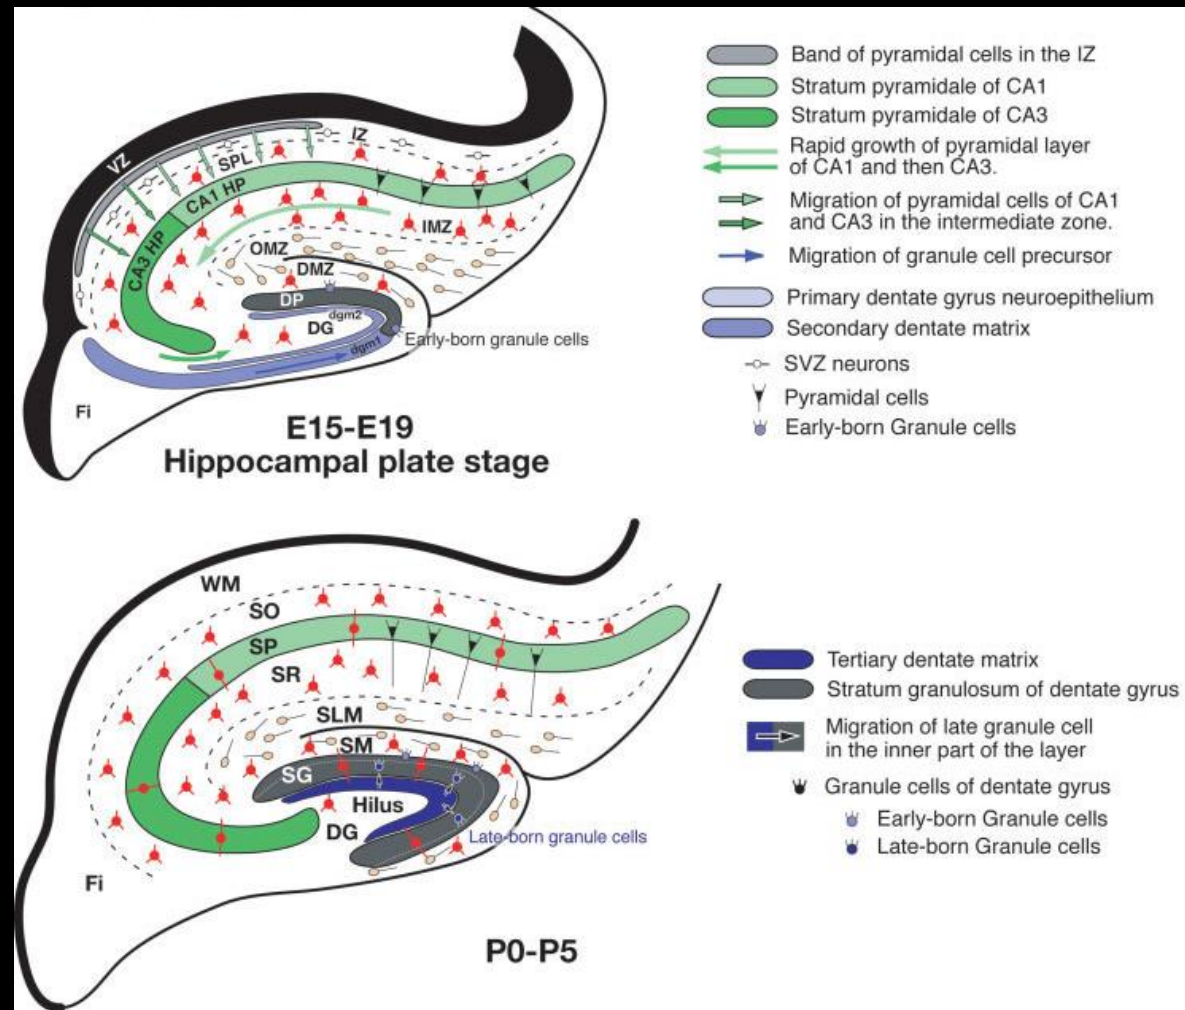 Band of pyramidal cells in the IZ
Stratum pyramidale of CA1
Stratum pyramidale of CA3
Rapid growth of pyramidal layer
of CA1 and then CA3.
Migration of pyramidal cells of CA1
and CA3 in the intermediate zone.
Migration of granule cell precursor
Primary dentate gyrus neuroepithelium
Secondary dentate matrix
SVZ neurons
Pyramidal cells
Early-born Granule cells
VZ
IZ
SPL
CA1 HP
CA3 HP
IMZ
OMZ
DMZ
DP
dgm2
DG
dgm1
Early-born granule cells
Fi
E15-E19
Hippocampal plate stage
WM
SO
SP
SR
SLM
SM
SG
Hilus
DG
Late-born granule cells
Fi
P0-P5
Tertiary dentate matrix
Stratum granulosum of dentate gyrus
Migration of late granule cell
in the inner part of the layer
Granule cells of dentate gyrus
Early-born Granule cells
Late-born Granule cells